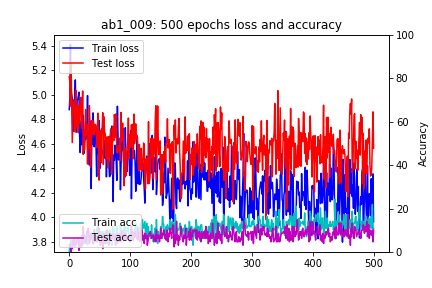 ab1_009: 500 epochs loss and accuracy
Train loss
Test loss
Train acc
Test acc
Loss
5.4
5.2
5.0
4.8
4.6
4.4
4.2
4.0
3.8
Accuracy
100
80
60
40
20
0
0 100 200 300 400 500